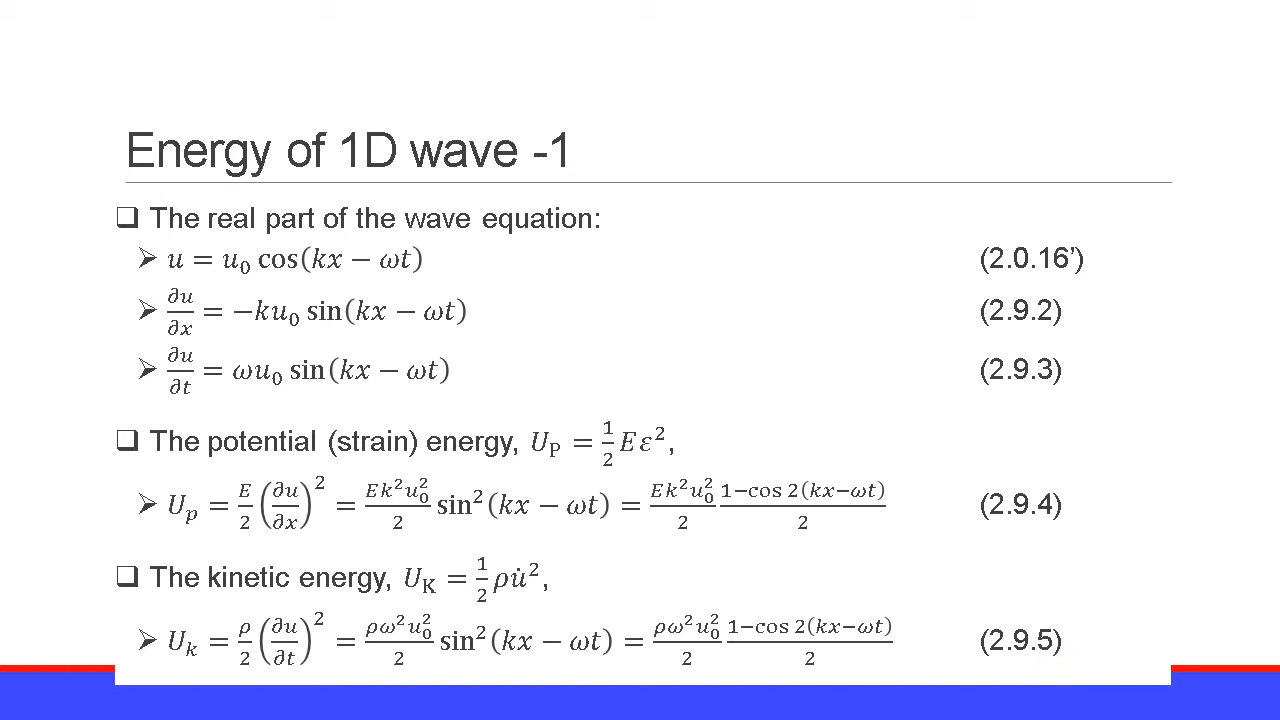 Energy of 1D wave -1
❑ The real part of the wave equation:
➢ 𝑢 = 𝑢₀ cos(𝑘𝑥 − 𝜔𝑡) (2.0.16’)
➢ ∂𝑢/∂𝑥 = −𝑘𝑢₀ sin(𝑘𝑥 − 𝜔𝑡) (2.9.2)
➢ ∂𝑢/∂𝑡 = 𝜔𝑢₀ sin(𝑘𝑥 − 𝜔𝑡) (2.9.3)
❑ The potential (strain) energy, 𝑈_P = 1/2 𝐸𝜀²,
➢ 𝑈_𝑝 = 𝐸/2 (∂𝑢/∂𝑥)² = 𝐸𝑘²𝑢₀²/2 sin²(𝑘𝑥 − 𝜔𝑡) = 𝐸𝑘²𝑢₀²/2 1−cos 2(𝑘𝑥−𝜔𝑡)/2 (2.9.4)
❑ The kinetic energy, 𝑈_K = 1/2 𝜌𝑢̇²,
➢ 𝑈_𝑘 = 𝜌/2 (∂𝑢/∂𝑡)² = 𝜌𝜔²𝑢₀²/2 sin²(𝑘𝑥 − 𝜔𝑡) = 𝜌𝜔²𝑢₀²/2 1−cos 2(𝑘𝑥−𝜔𝑡)/2 (2.9.5)